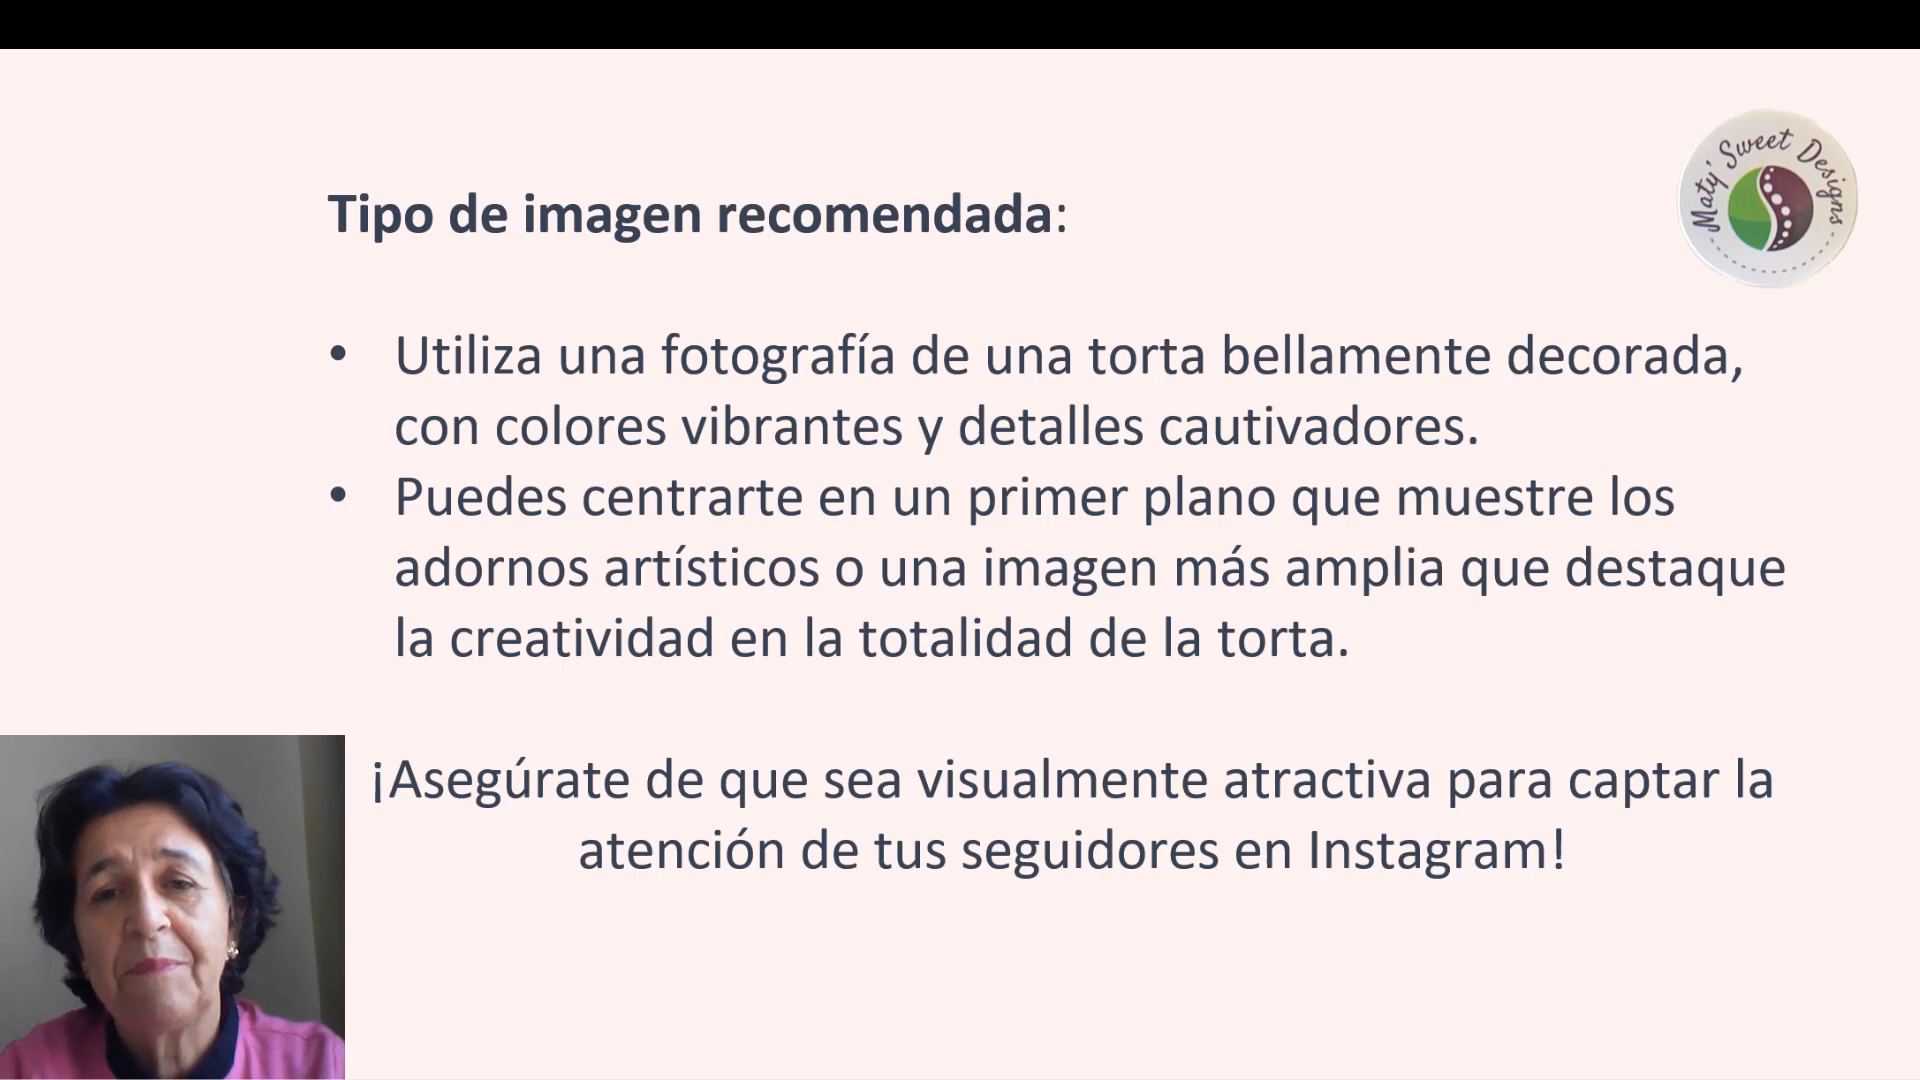 Maty' Sweet Designs
Tipo de imagen recomendada:
• Utiliza una fotografía de una torta bellamente decorada,
con colores vibrantes y detalles cautivadores.
• Puedes centrarte en un primer plano que muestre los
adornos artísticos o una imagen más amplia que destaque
la creatividad en la totalidad de la torta.
¡Asegúrate de que sea visualmente atractiva para captar la
atención de tus seguidores en Instagram!